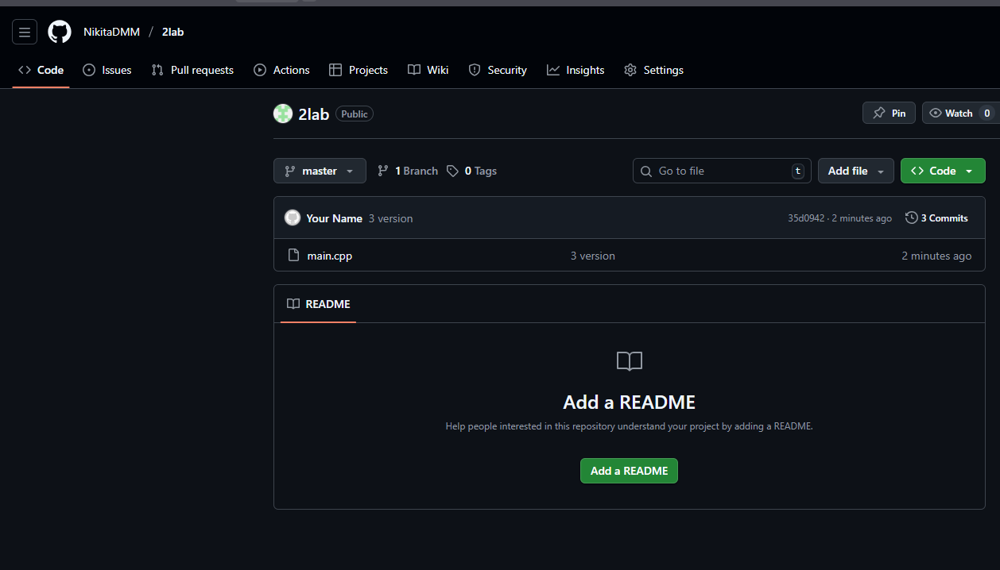 NikitaDMM / 2lab
Code Issues Pull requests Actions Projects Wiki Security Insights Settings
2lab Public Pin Watch 0
master 1 Branch 0 Tags Go to file t Add file Code
Your Name 3 version 35d0942 · 2 minutes ago 3 Commits
main.cpp 3 version 2 minutes ago
README
Add a README
Help people interested in this repository understand your project by adding a README.
Add a README